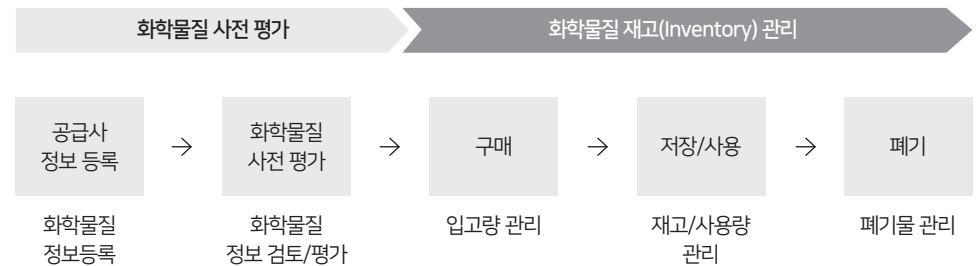 화학물질 사전 평가
화학물질 재고(Inventory) 관리
공급사
정보 등록
→
화학물질
사전 평가
→
구매
→
저장/사용
→
폐기
화학물질
정보등록
화학물질
정보 검토/평가
입고량 관리
재고/사용량
관리
폐기물 관리